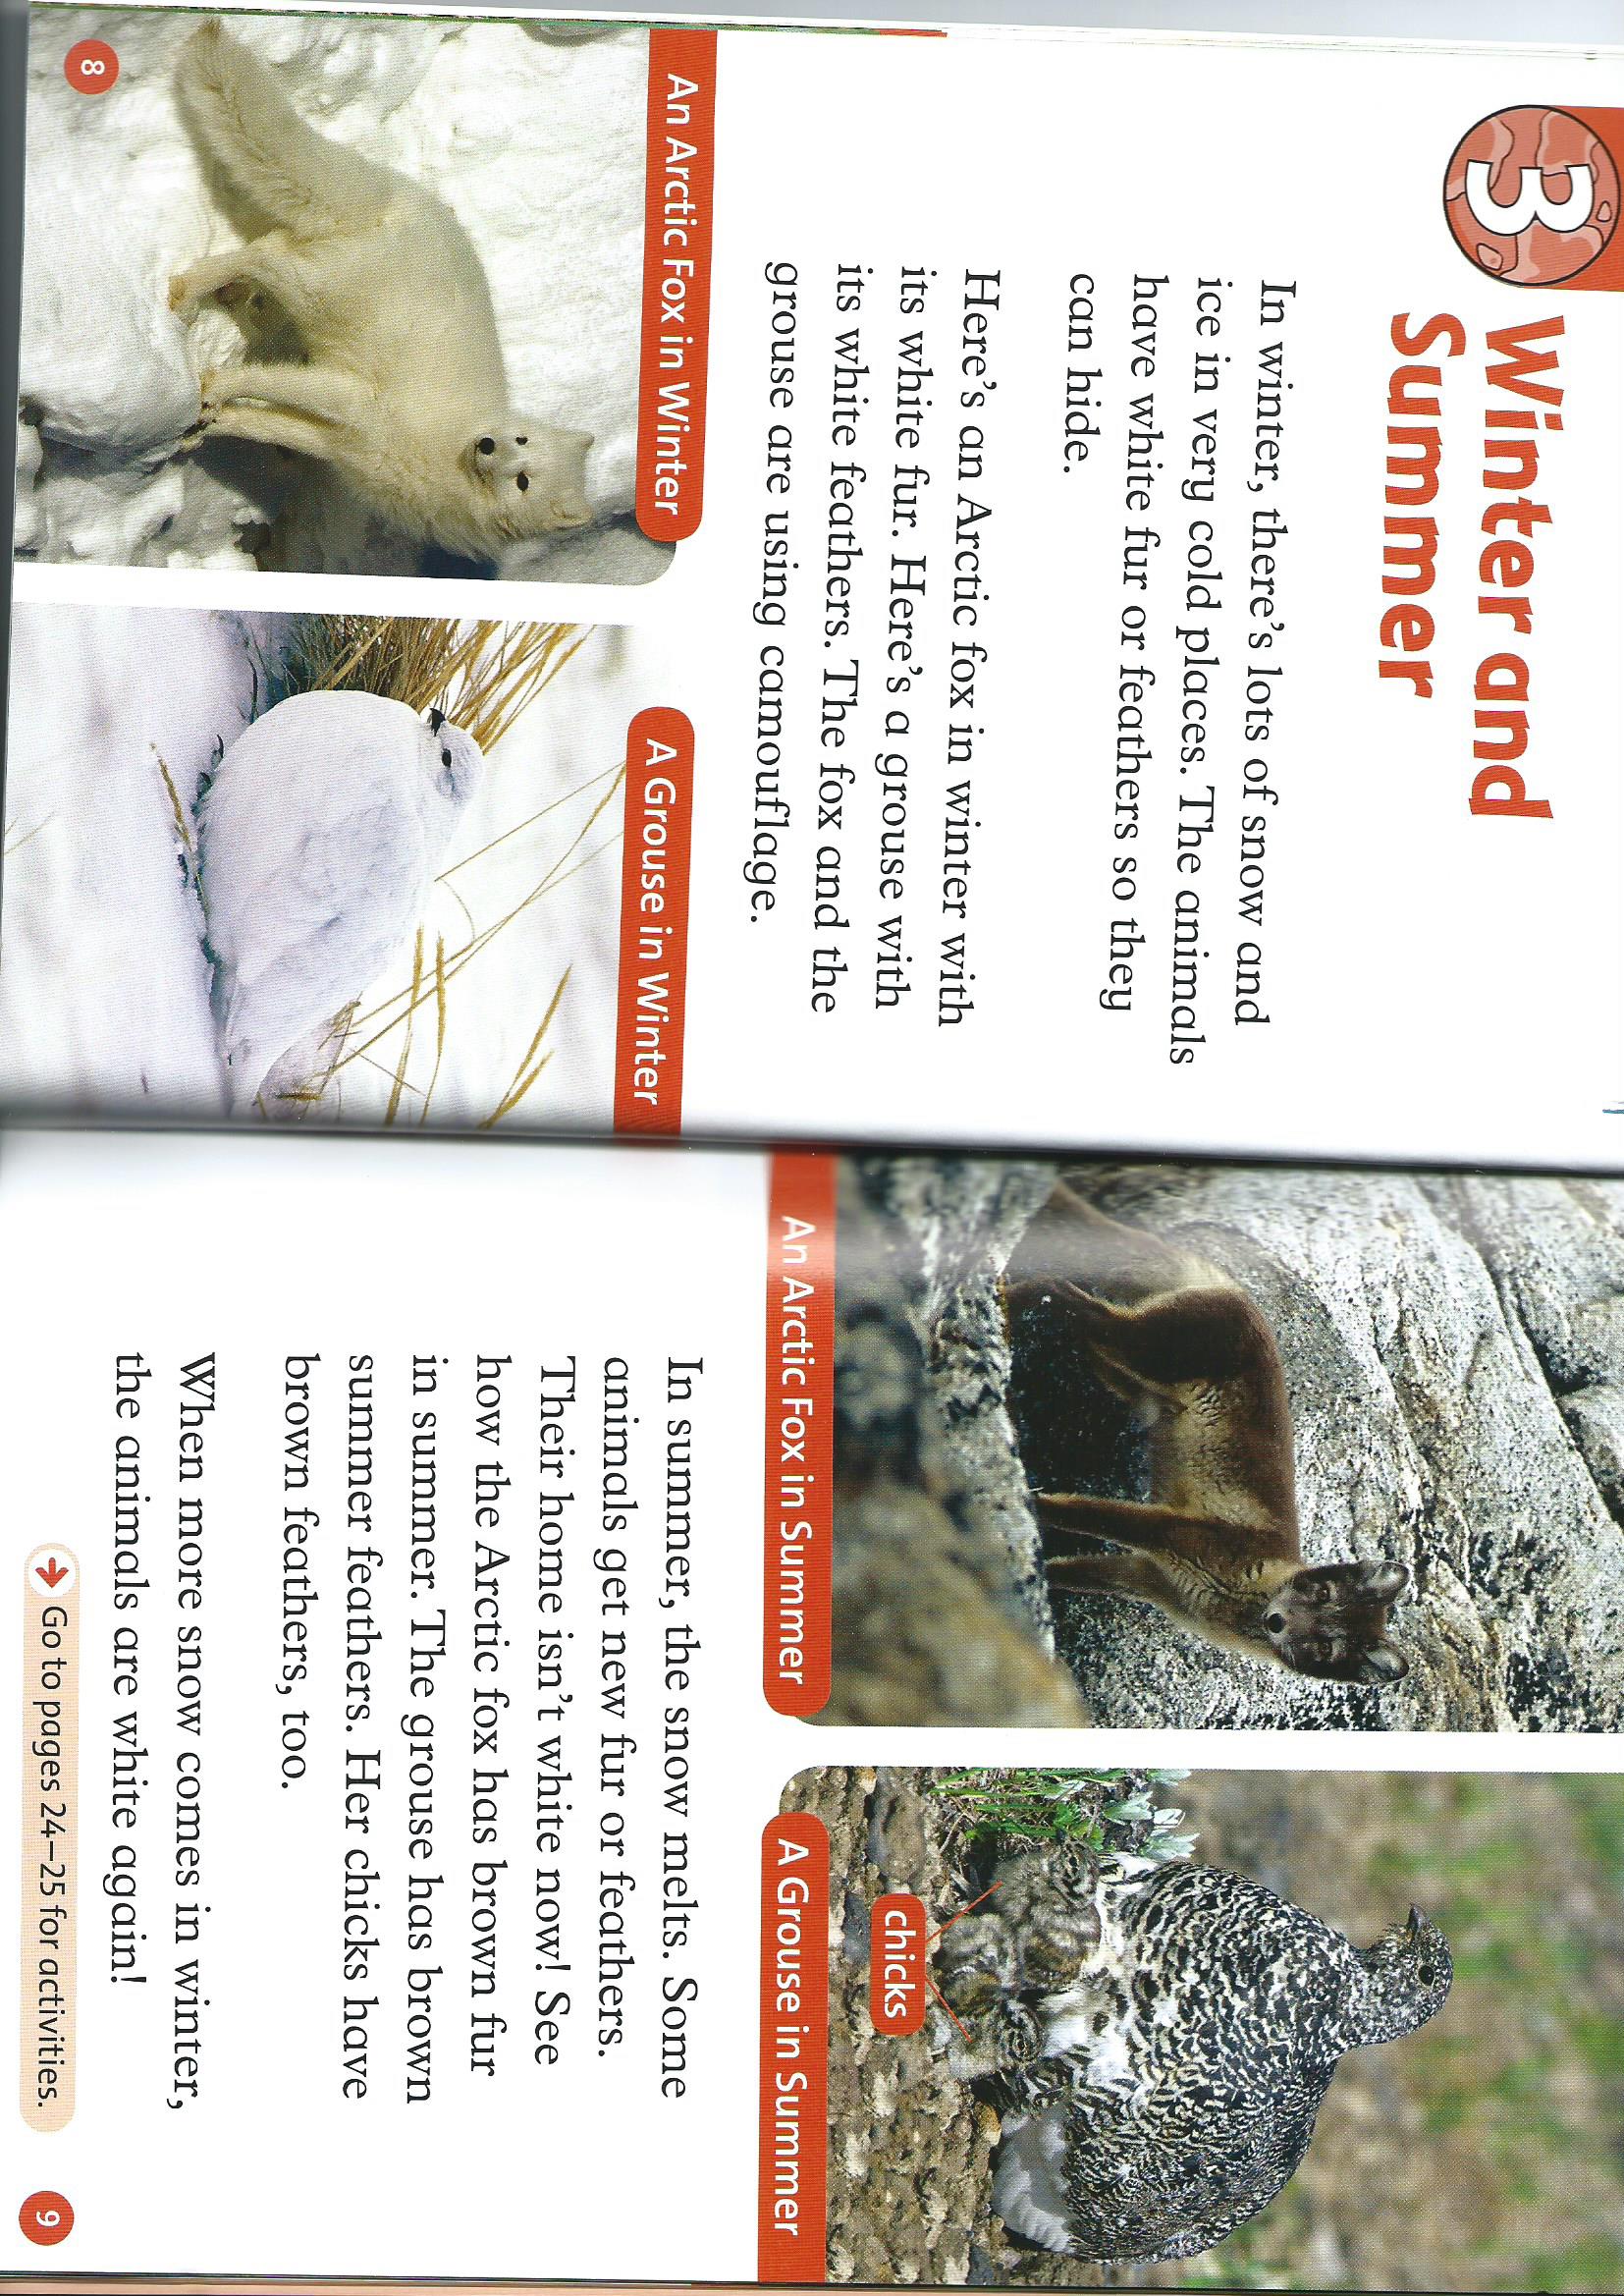 3
Winter and
Summer
In winter, there's lots of snow and
ice in very cold places. The animals
have white fur or feathers so they
can hide.
Here's an Arctic fox in winter with
its white fur. Here's a grouse with
its white feathers. The fox and the
grouse are using camouflage.
An Arctic Fox in Winter
A Grouse in Winter
8
An Arctic Fox in Summer
chicks
A Grouse in Summer
In summer, the snow melts. Some
animals get new fur or feathers.
Their home isn't white now! See
how the Arctic fox has brown fur
in summer. The grouse has brown
summer feathers. Her chicks have
brown feathers, too.
When more snow comes in winter,
the animals are white again!
Go to pages 24–25 for activities.
9